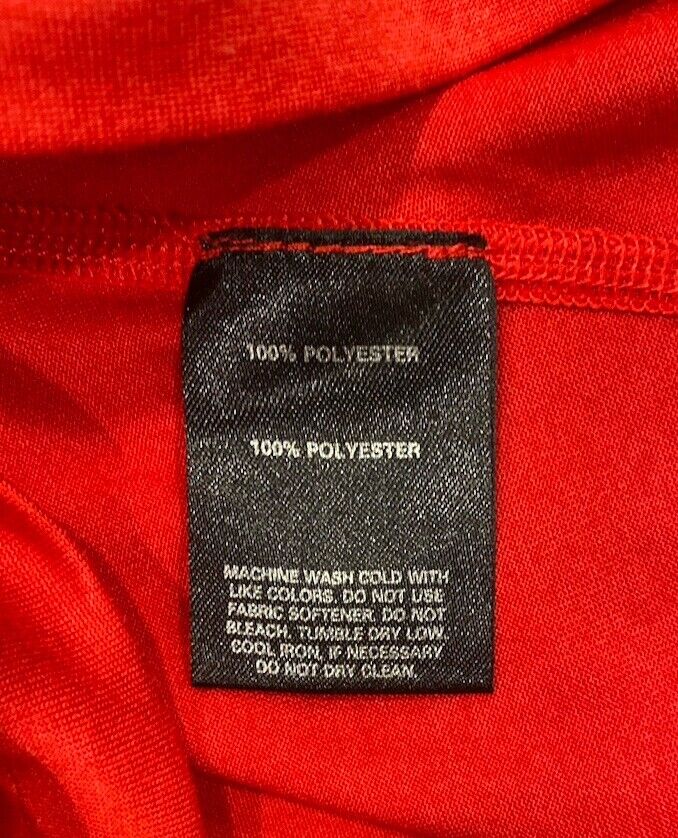 100% POLYESTER
100% POLYESTER
MACHINE WASH COLD WITH
LIKE COLORS. DO NOT USE
FABRIC SOFTENER. DO NOT
BLEACH. TUMBLE DRY LOW.
COOL IRON, IF NECESSARY
DO NOT DRY CLEAN.